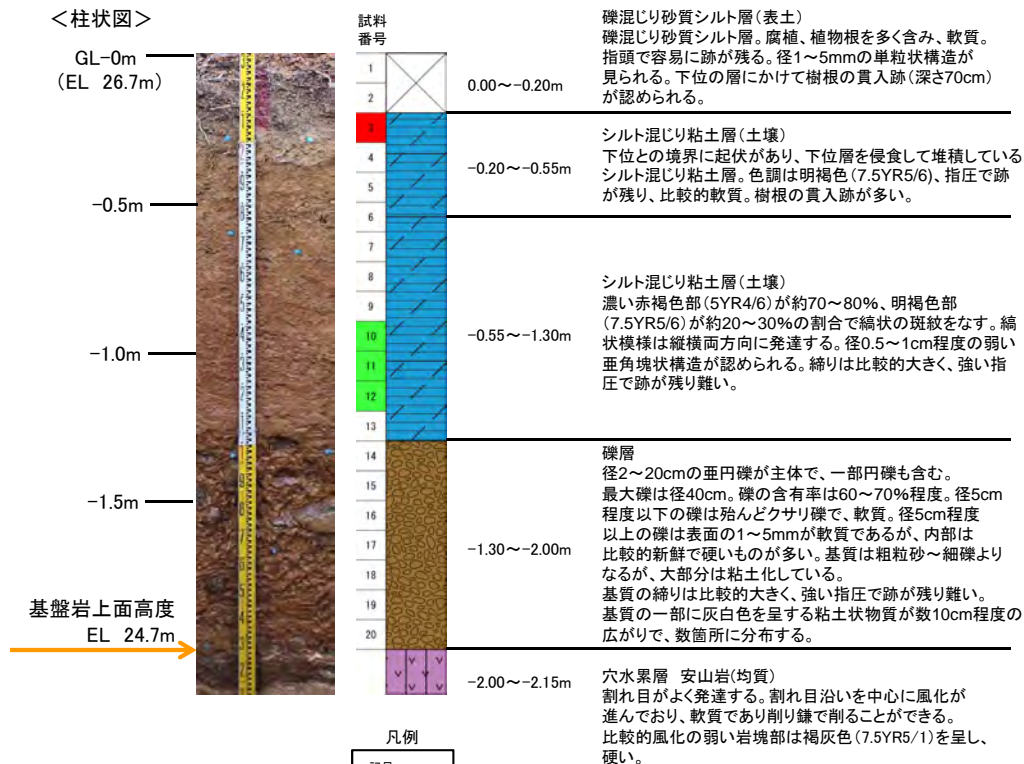 ＜柱状図＞
GL-0m
(EL 26.7m)
-0.5m
-1.0m
-1.5m
基盤岩上面高度
EL 24.7m
試料
番号
1
2
3
4
5
6
7
8
9
10
11
12
13
14
15
16
17
18
19
20
0.00～-0.20m
礫混じり砂質シルト層(表土)
礫混じり砂質シルト層。腐植、植物根を多く含み、軟質。
指頭で容易に跡が残る。径1～5mmの単粒状構造が
見られる。下位の層にかけて樹根の貫入跡(深さ70cm)
が認められる。
-0.20～-0.55m
シルト混じり粘土層(土壌)
下位との境界に起伏があり、下位層を侵食して堆積している
シルト混じり粘土層。色調は明褐色(7.5YR5/6)、指圧で跡
が残り、比較的軟質。樹根の貫入跡が多い。
-0.55～-1.30m
シルト混じり粘土層(土壌)
濃い赤褐色部(5YR4/6)が約70～80%、明褐色部
(7.5YR5/6)が約20～30%の割合で縞状の斑紋をなす。縞
状模様は縦横両方向に発達する。径0.5～1cm程度の弱い
亜角塊状構造が認められる。締りは比較的大きく、強い指
圧で跡が残り難い。
-1.30～-2.00m
礫層
径2～20cmの亜円礫が主体で、一部円礫も含む。
最大礫は径40cm。礫の含有率は60～70%程度。径5cm
程度以下の礫は殆んどクサリ礫で、軟質。径5cm程度
以上の礫は表面の1～5mmが軟質であるが、内部は
比較的新鮮で硬いものが多い。基質は粗粒砂～細礫より
なるが、大部分は粘土化している。
基質の締りは比較的大きく、強い指圧で跡が残り難い。
基質の一部に灰白色を呈する粘土状物質が数10cm程度の
広がりで、数箇所に分布する。
-2.00～-2.15m
穴水累層 安山岩(均質)
割れ目がよく発達する。割れ目沿いを中心に風化が
進んでおり、軟質であり削り鎌で削ることができる。
比較的風化の弱い岩塊部は褐灰色(7.5YR5/1)を呈し、
硬い。
凡例